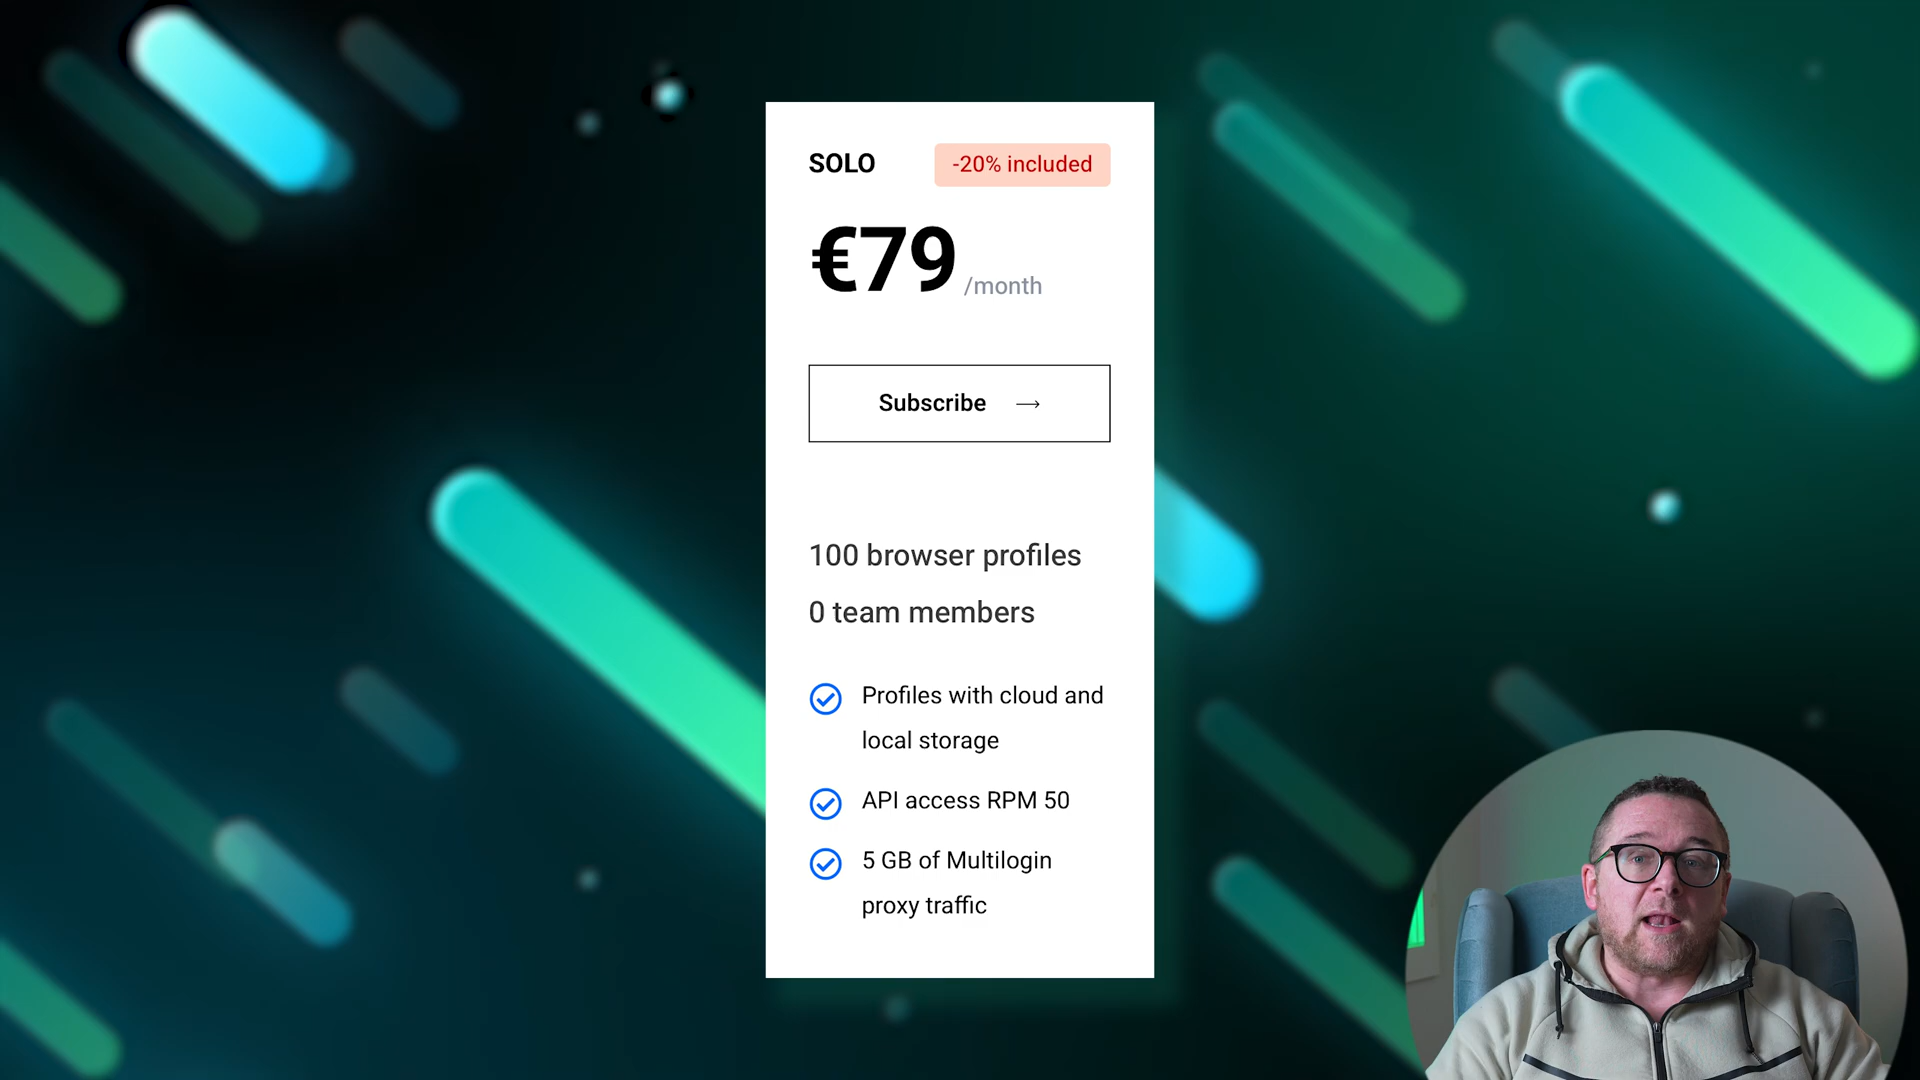 SOLO
-20% included
€79 /month
Subscribe →
100 browser profiles
0 team members
Profiles with cloud and
local storage
API access RPM 50
5 GB of Multilogin
proxy traffic